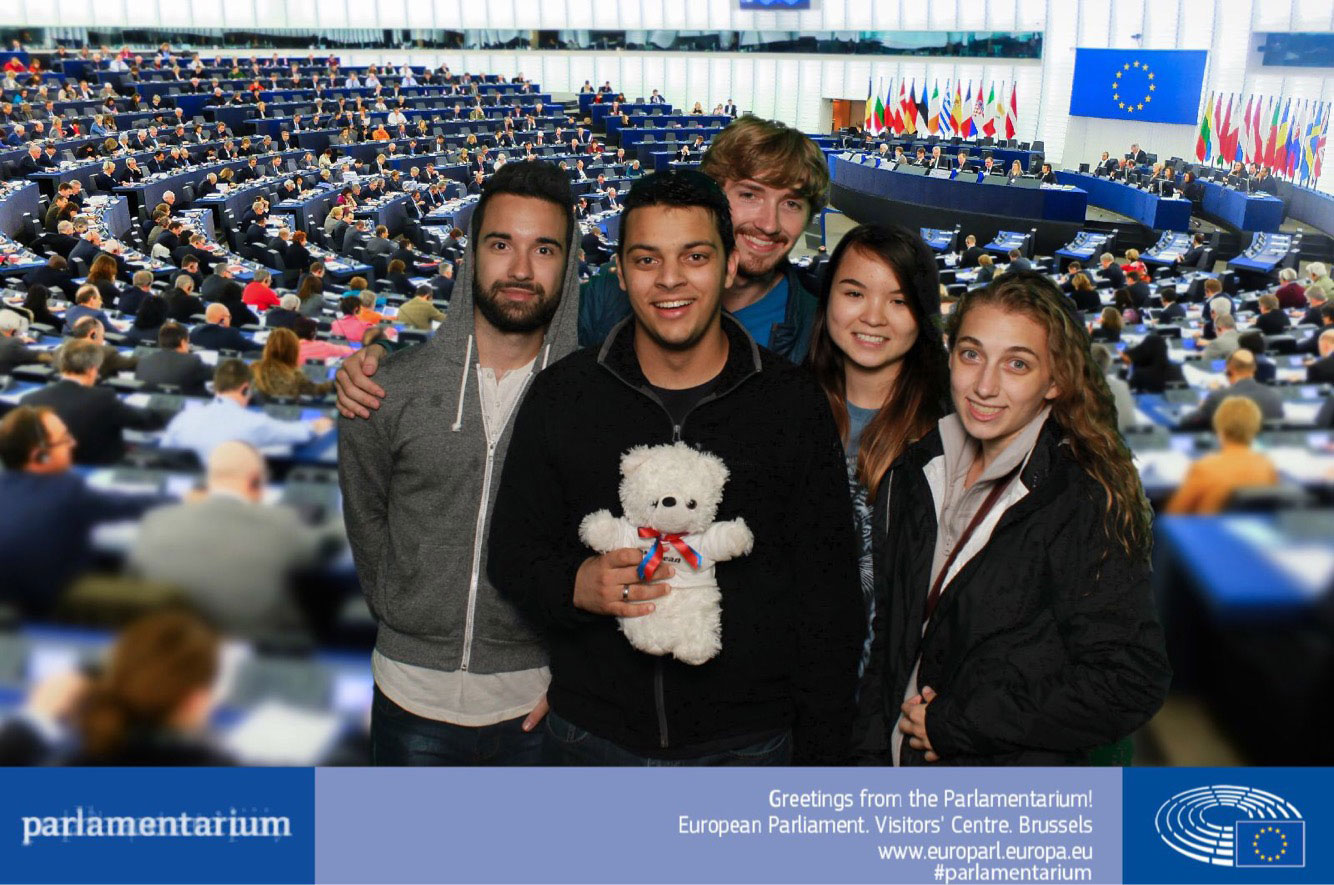 parlamentarium
Greetings from the Parlamentarium!
European Parliament. Visitors' Centre. Brussels
www.europarl.europa.eu
#parlamentarium